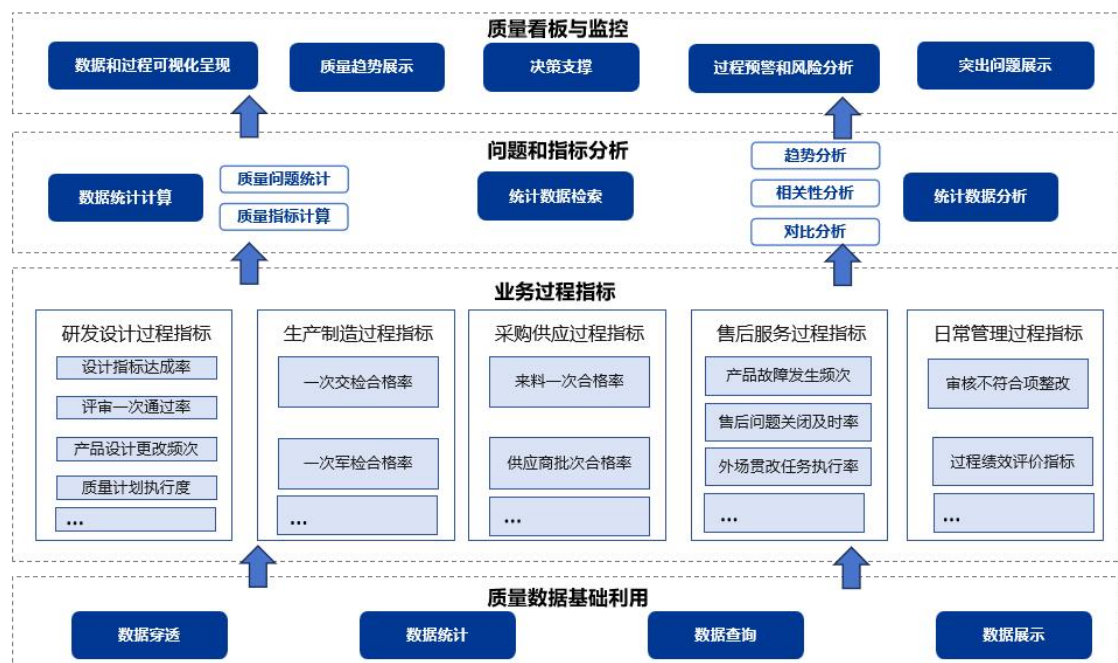 质量看板与监控
数据和过程可视化呈现
质量趋势展示
决策支撑
过程预警和风险分析
突出问题展示
问题和指标分析
数据统计计算
质量问题统计
质量指标计算
统计数据检索
趋势分析
相关性分析
对比分析
统计数据分析
业务过程指标
研发设计过程指标
设计指标达成率
评审一次通过率
产品设计更改频次
质量计划执行度
...
生产制造过程指标
一次交检合格率
一次军检合格率
...
采购供应过程指标
来料一次合格率
供应商批次合格率
...
售后服务过程指标
产品故障发生频次
售后问题关闭及时率
外场贯改任务执行率
...
日常管理过程指标
审核不符合项整改
过程绩效评价指标
...
质量数据基础利用
数据穿透
数据统计
数据查询
数据展示